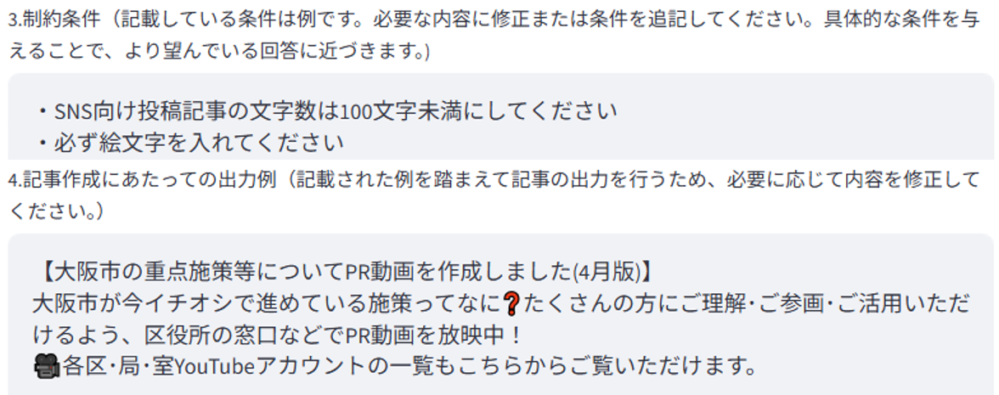 3.制約条件（記載している条件は例です。必要な内容に修正または条件を追記してください。具体的な条件を与
えることで、より望んでいる回答に近づきます。)
・SNS向け投稿記事の文字数は100文字未満にしてください
・必ず絵文字を入れてください
4.記事作成にあたっての出力例（記載された例を踏まえて記事の出力を行うため、必要に応じて内容を修正して
ください。）
【大阪市の重点施策等についてPR動画を作成しました(4月版)】
大阪市が今イチオシで進めている施策ってなに❓たくさんの方にご理解･ご参画･ご活用いただ
けるよう、区役所の窓口などでPR動画を放映中！
🎥各区･局･室YouTubeアカウントの一覧もこちらからご覧いただけます。